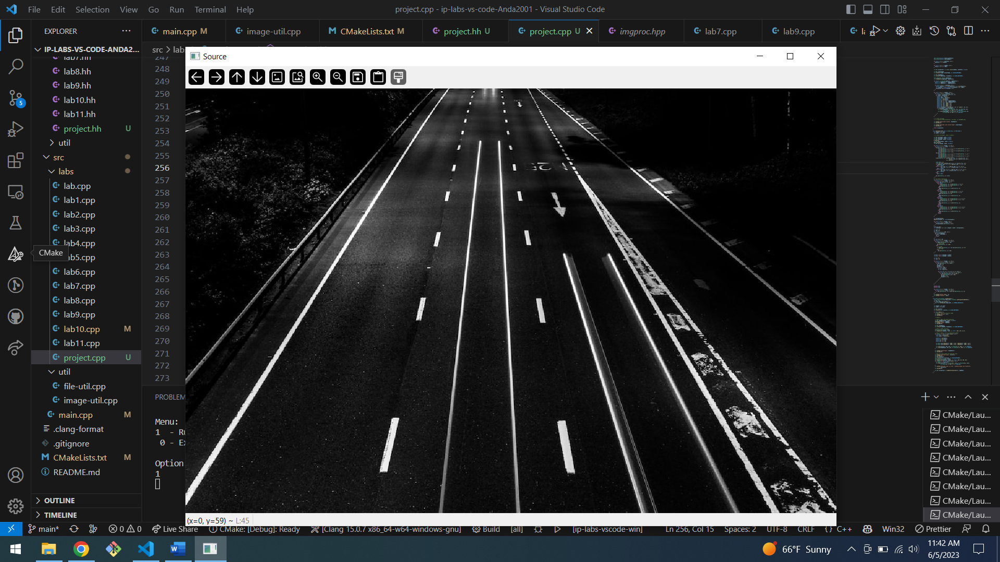 File Edit Selection View Go Run Terminal Help
project.cpp - ip-labs-vs-code-Anda2001 - Visual Studio Code
EXPLORER
main.cpp M
image-util.cpp
CMakeLists.txt M
project.hh U
project.cpp U
imgproc.hpp
lab7.cpp
lab9.cpp
IP-LABS-VS-CODE-ANDA2...
src
lab7.hh
lab8.hh
lab9.hh
lab10.hh
lab11.hh
project.hh U
util
src
labs
lab.cpp
lab1.cpp
lab2.cpp
lab3.cpp
lab4.cpp
CMake
b5.cpp
lab6.cpp
lab7.cpp
lab8.cpp
lab9.cpp
lab10.cpp M
lab11.cpp
project.cpp U
util
file-util.cpp
image-util.cpp
main.cpp M
.clang-format
.gitignore
CMakeLists.txt M
README.md
OUTLINE
TIMELINE
5
247
248
249
250
251
252
253
254
255
256
257
258
259
260
261
262
263
264
265
266
267
268
269
270
271
272
273
Source
(x=0, y=59) ~ L:45
PROBLEM
Menu:
1 - Ru
0 - Ex
Option
1
CMake/Lau...
CMake/Lau...
CMake/Lau...
CMake/Lau...
CMake/Lau...
CMake/Lau...
CMake/Lau...
CMake/Lau...
main* 0 0 Live Share CMake: [Debug]: Ready [Clang 15.0.7 x86_64-w64-windows-gnu] Build [all] [ip-labs-vscode-win] Ln 256, Col 15 Spaces: 2 UTF-8 CRLF {} C++ Win32 Prettier
66°F Sunny
11:42 AM
6/5/2023